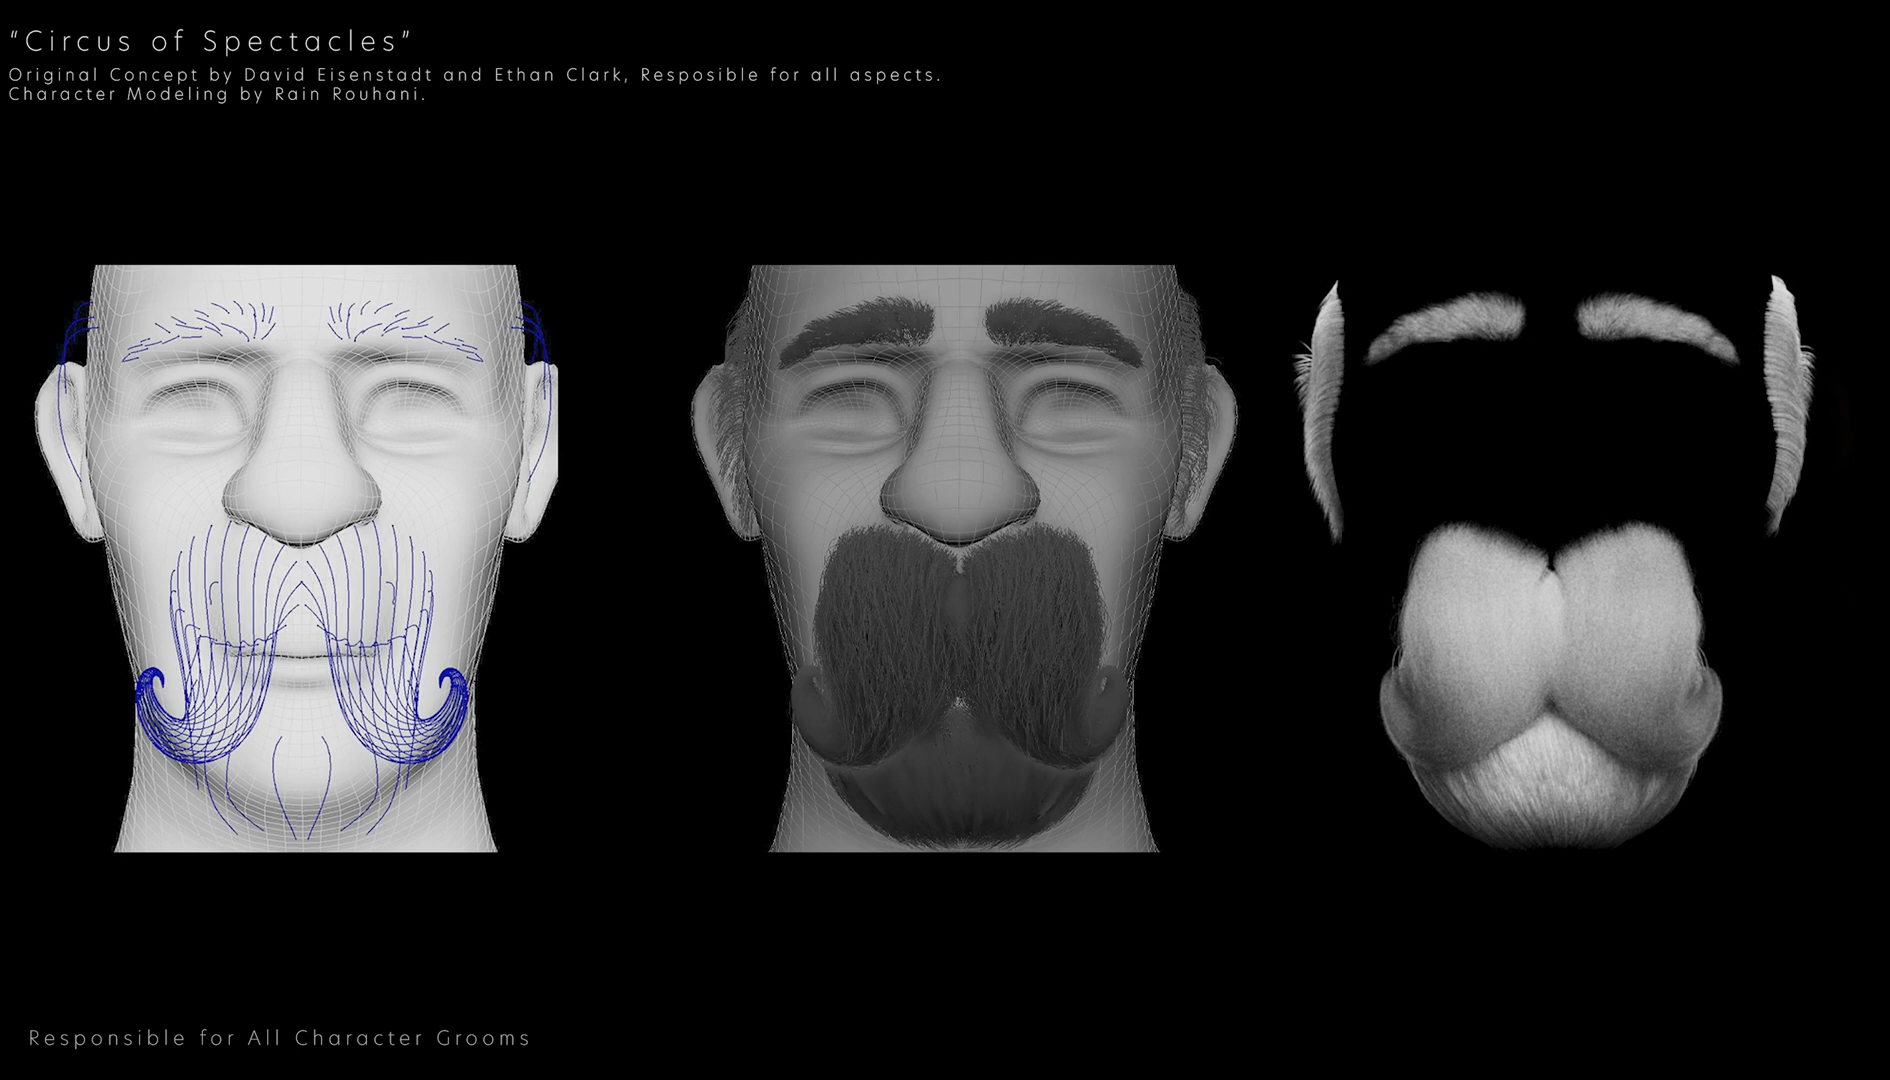 “Circus of Spectacles”
Original Concept by David Eisenstadt and Ethan Clark, Resposible for all aspects.
Character Modeling by Rain Rouhani.
Responsible for All Character Grooms